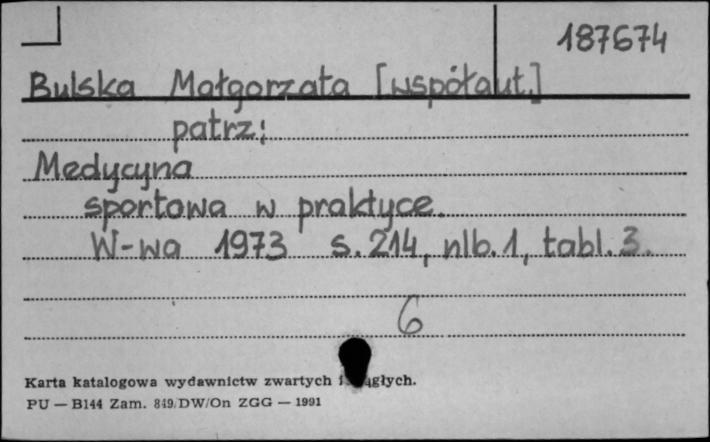 187674
Bulska Małgorzata [współaut.]
patrz:
Medycyna
sportowa w praktyce.
W-wa 1973 s. 214, nlb. 1, tabl. 3.
6
Karta katalogowa wydawnictw zwartych i
PU — B144 Zam. 849/DW/On ZGG — 1991